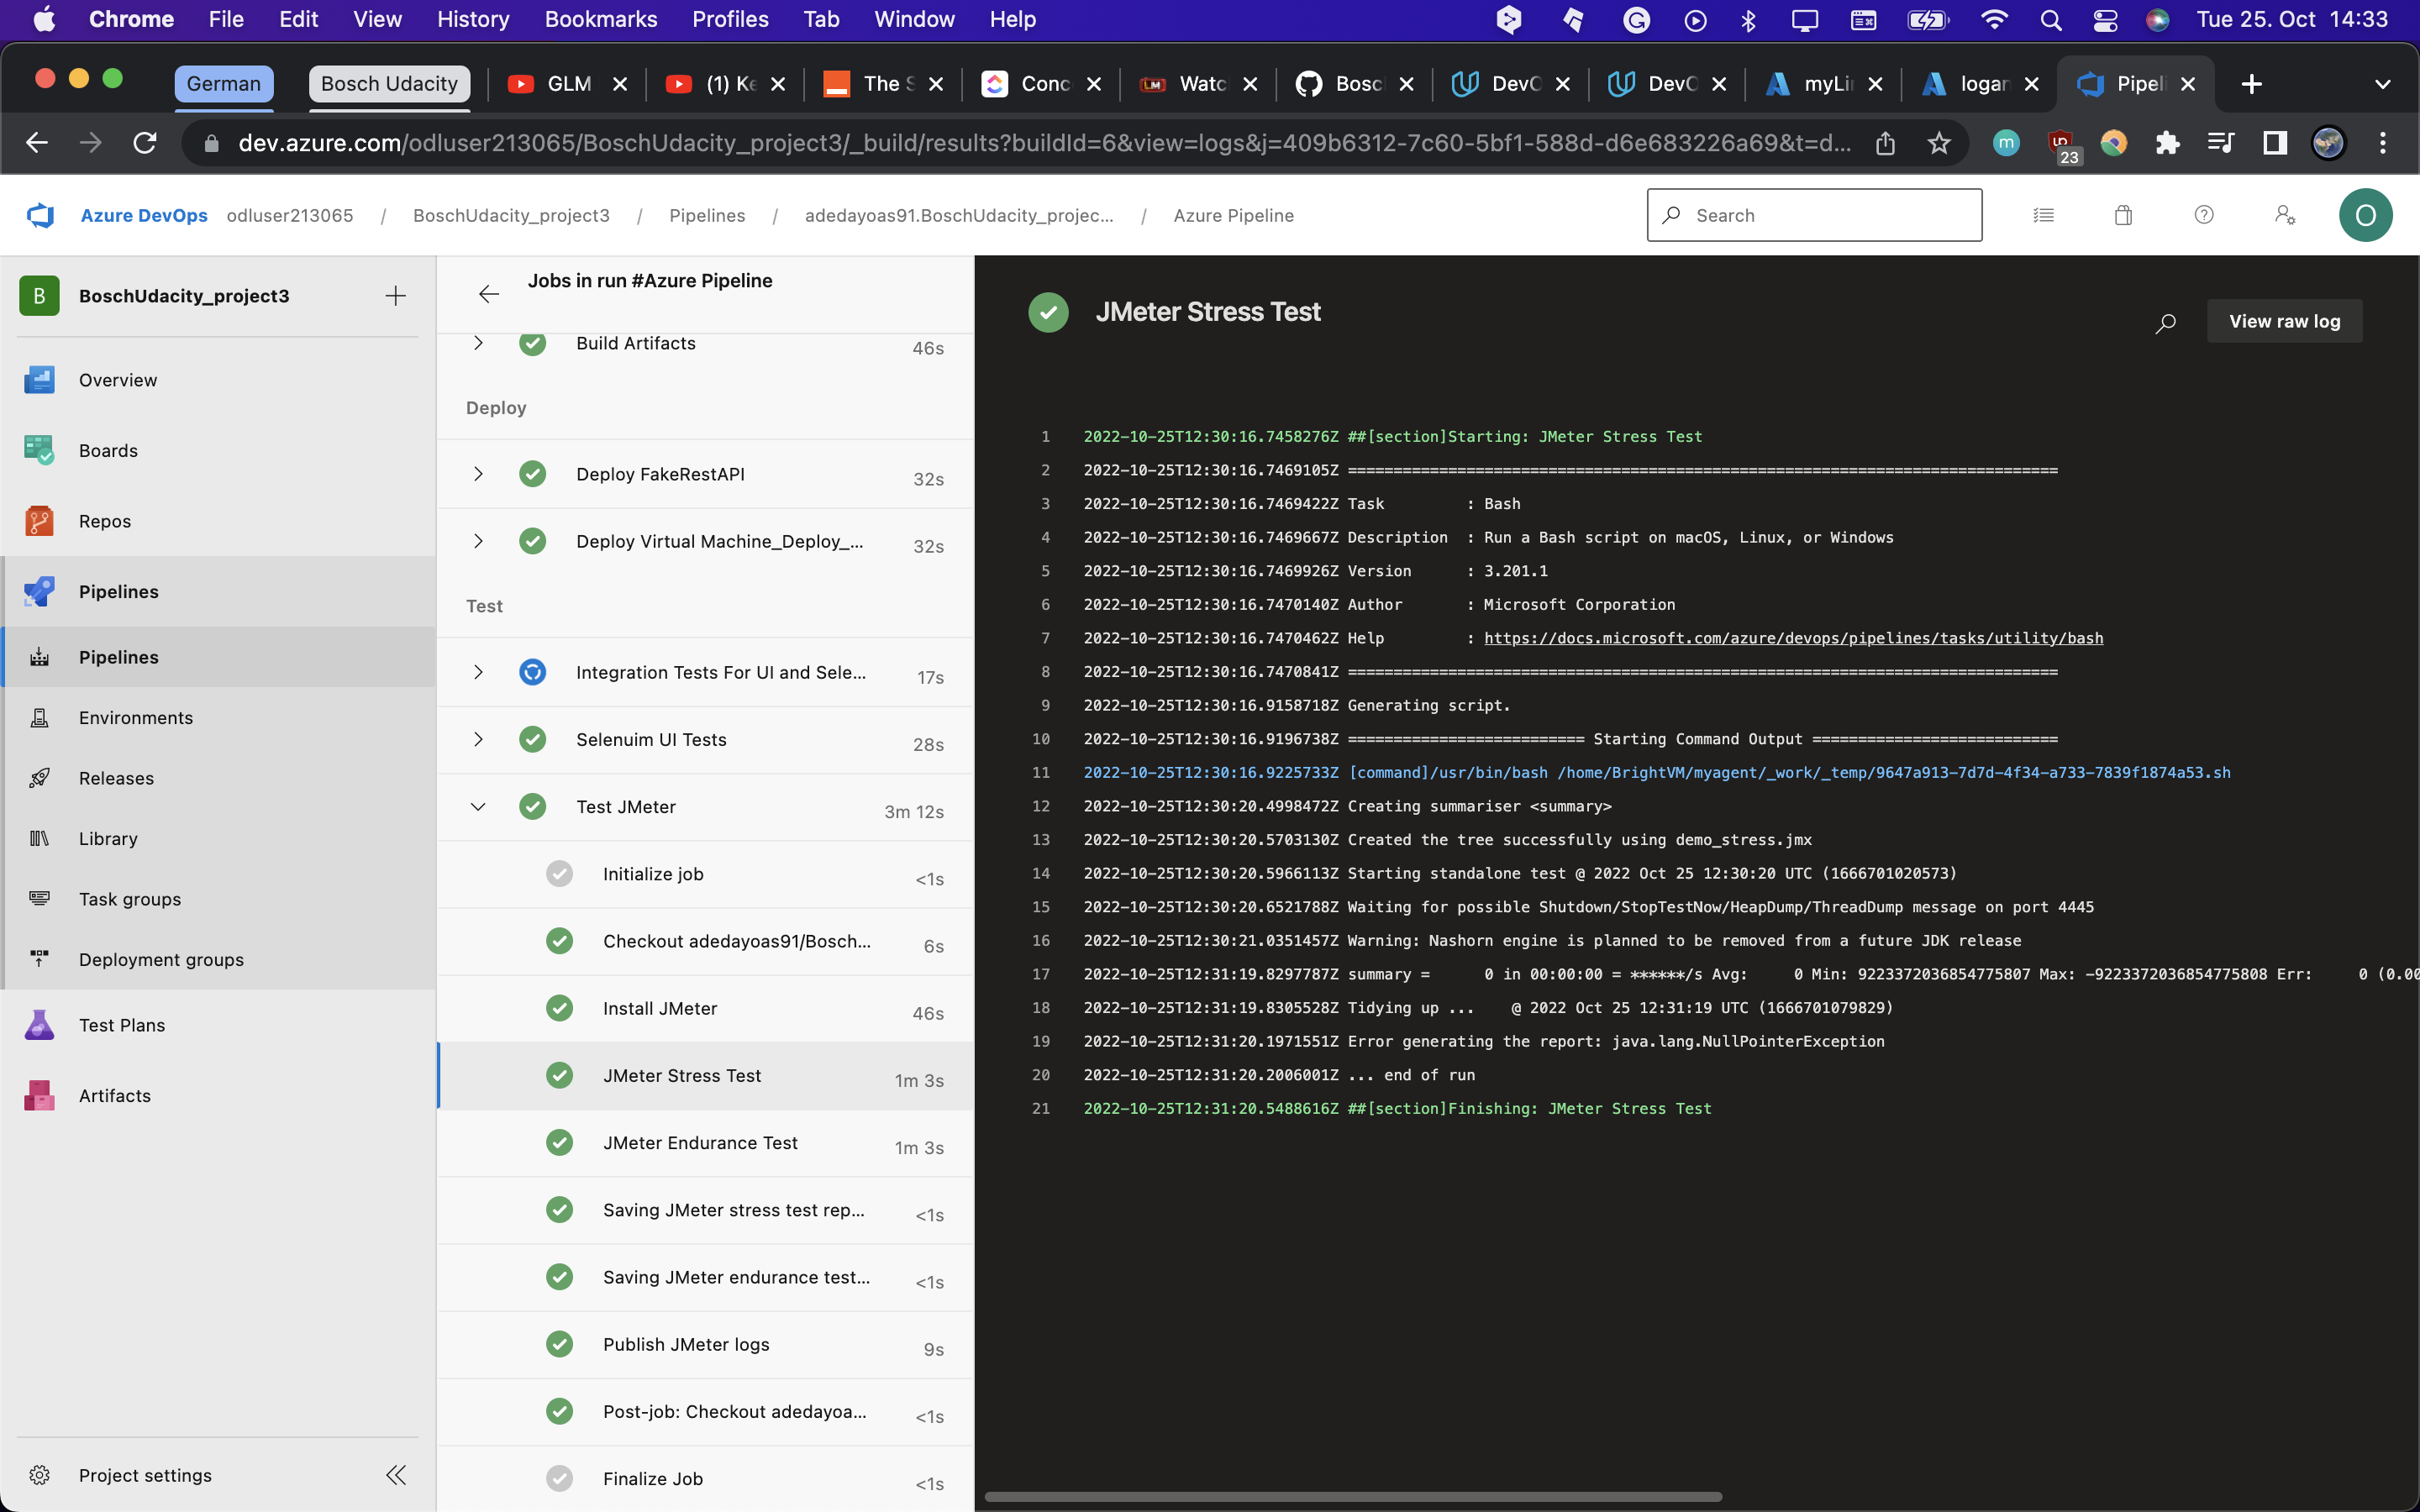 Chrome File Edit View History Bookmarks Profiles Tab Window Help Tue 25. Oct 14:33
German Bosch Udacity GLM (1) Ke The S Conc Watc Bosc DevO DevO myLi logan Pipeli
dev.azure.com/odluser213065/BoschUdacity_project3/_build/results?buildId=6&view=logs&j=409b6312-7c60-5bf1-588d-d6e683226a69&t=d... m 23
Azure DevOps odluser213065 / BoschUdacity_project3 / Pipelines / adedayoas91.BoschUdacity_projec... / Azure Pipeline Search O
B BoschUdacity_project3
Overview
Boards
Repos
Pipelines
Pipelines
Environments
Releases
Library
Task groups
Deployment groups
Test Plans
Artifacts
Project settings
Jobs in run #Azure Pipeline
Build Artifacts 46s
Deploy
Deploy FakeRestAPI 32s
Deploy Virtual Machine_Deploy_... 32s
Test
Integration Tests For UI and Sele... 17s
Selenuim UI Tests 28s
Test JMeter 3m 12s
Initialize job <1s
Checkout adedayoas91/Bosch... 6s
Install JMeter 46s
JMeter Stress Test 1m 3s
JMeter Endurance Test 1m 3s
Saving JMeter stress test rep... <1s
Saving JMeter endurance test... <1s
Publish JMeter logs 9s
Post-job: Checkout adedayoa... <1s
Finalize Job <1s
JMeter Stress Test
View raw log
1 2022-10-25T12:30:16.7458276Z ##[section]Starting: JMeter Stress Test
2 2022-10-25T12:30:16.7469105Z ==============================================================================
3 2022-10-25T12:30:16.7469422Z Task         : Bash
4 2022-10-25T12:30:16.7469667Z Description  : Run a Bash script on macOS, Linux, or Windows
5 2022-10-25T12:30:16.7469926Z Version      : 3.201.1
6 2022-10-25T12:30:16.7470140Z Author       : Microsoft Corporation
7 2022-10-25T12:30:16.7470462Z Help         : https://docs.microsoft.com/azure/devops/pipelines/tasks/utility/bash
8 2022-10-25T12:30:16.7470841Z ==============================================================================
9 2022-10-25T12:30:16.9158718Z Generating script.
10 2022-10-25T12:30:16.9196738Z ========================== Starting Command Output ===========================
11 2022-10-25T12:30:16.9225733Z [command]/usr/bin/bash /home/BrightVM/myagent/_work/_temp/9647a913-7d7d-4f34-a733-7839f1874a53.sh
12 2022-10-25T12:30:20.4998472Z Creating summariser <summary>
13 2022-10-25T12:30:20.5703130Z Created the tree successfully using demo_stress.jmx
14 2022-10-25T12:30:20.5966113Z Starting standalone test @ 2022 Oct 25 12:30:20 UTC (1666701020573)
15 2022-10-25T12:30:20.6521788Z Waiting for possible Shutdown/StopTestNow/HeapDump/ThreadDump message on port 4445
16 2022-10-25T12:30:21.0351457Z Warning: Nashorn engine is planned to be removed from a future JDK release
17 2022-10-25T12:31:19.8297787Z summary =      0 in 00:00:00 = ******/s Avg:     0 Min: 9223372036854775807 Max: -9223372036854775808 Err:     0 (0.00
18 2022-10-25T12:31:19.8305528Z Tidying up ...    @ 2022 Oct 25 12:31:19 UTC (1666701079829)
19 2022-10-25T12:31:20.1971551Z Error generating the report: java.lang.NullPointerException
20 2022-10-25T12:31:20.2006001Z ... end of run
21 2022-10-25T12:31:20.5488616Z ##[section]Finishing: JMeter Stress Test